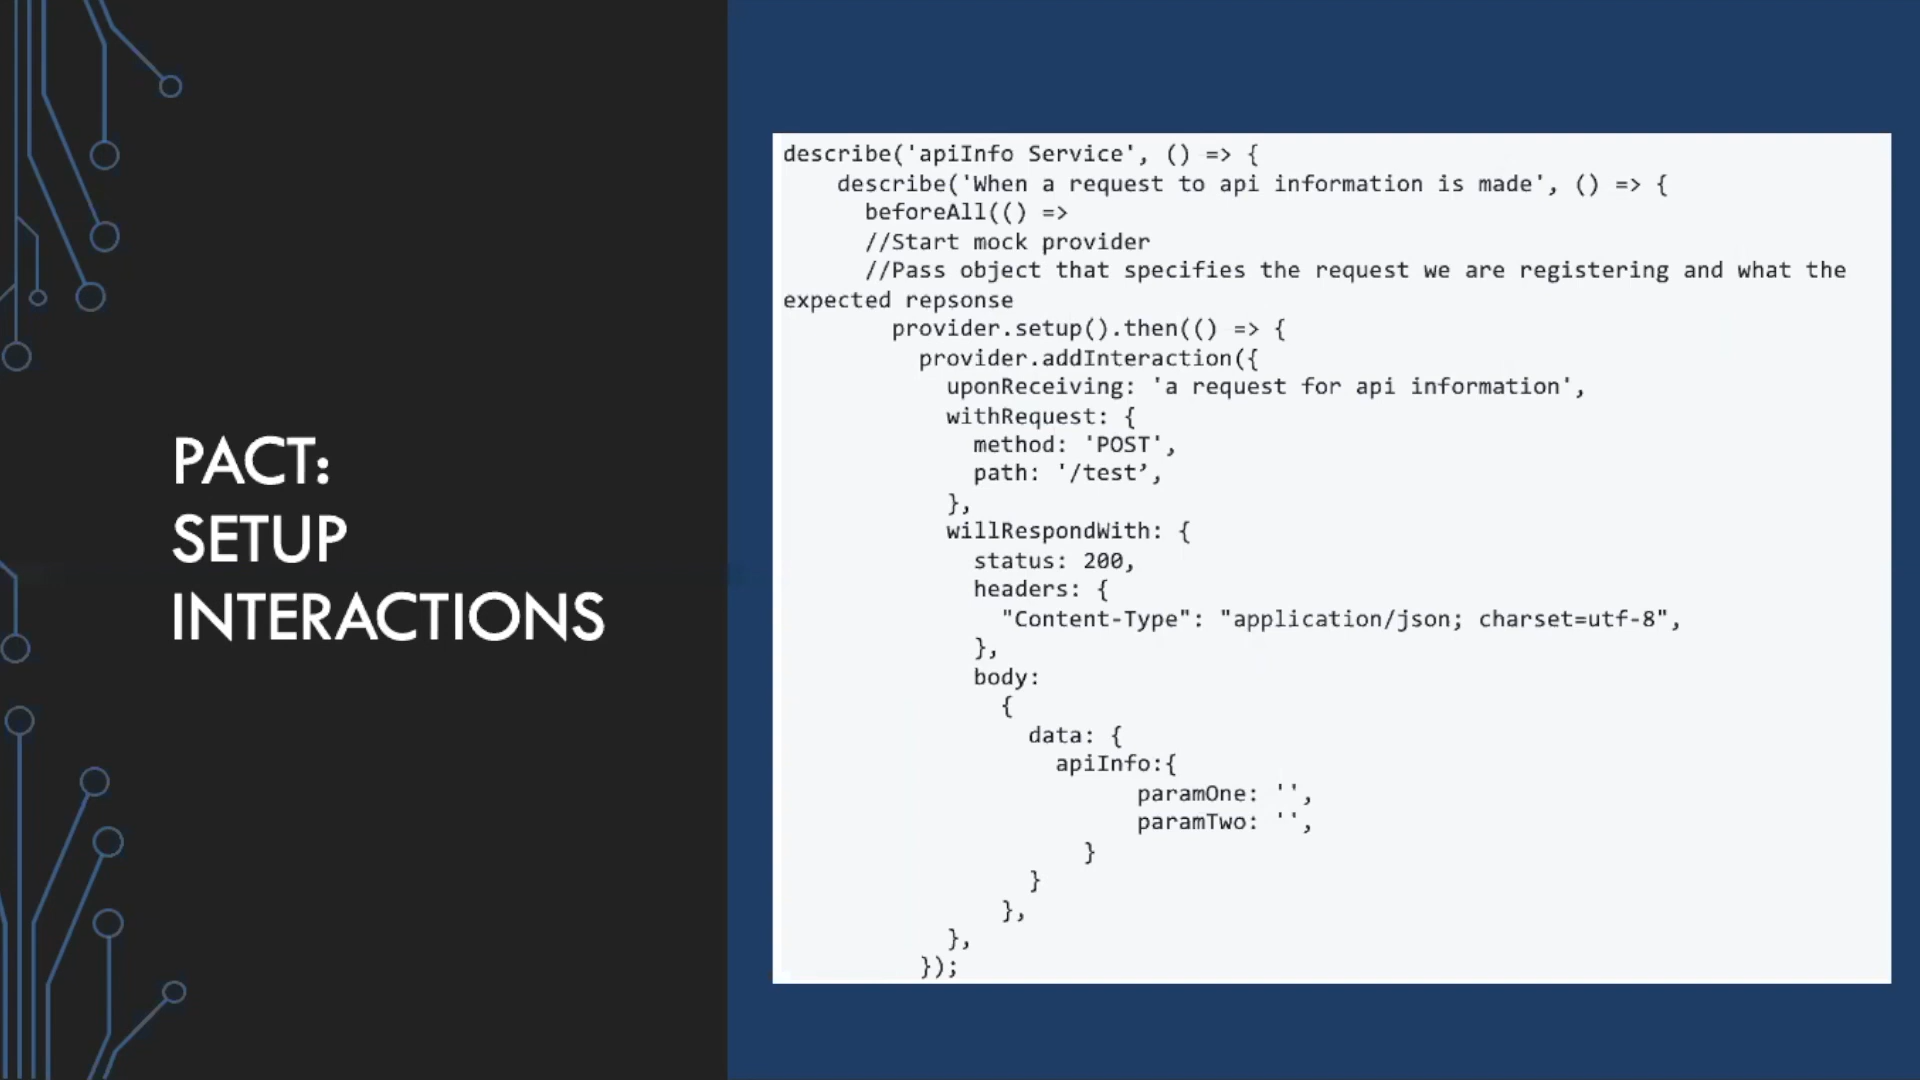 PACT:
SETUP
INTERACTIONS
describe('apiInfo Service', () => {
describe('When a request to api information is made', () => {
beforeAll(() =>
//Start mock provider
//Pass object that specifies the request we are registering and what the
expected repsonse
provider.setup().then(() => {
provider.addInteraction({
uponReceiving: 'a request for api information',
withRequest: {
method: 'POST',
path: '/test’,
},
willRespondWith: {
status: 200,
headers: {
"Content-Type": "application/json; charset=utf-8",
},
body:
{
data: {
apiInfo:{
paramOne: '',
paramTwo: '',
}
}
},
},
});